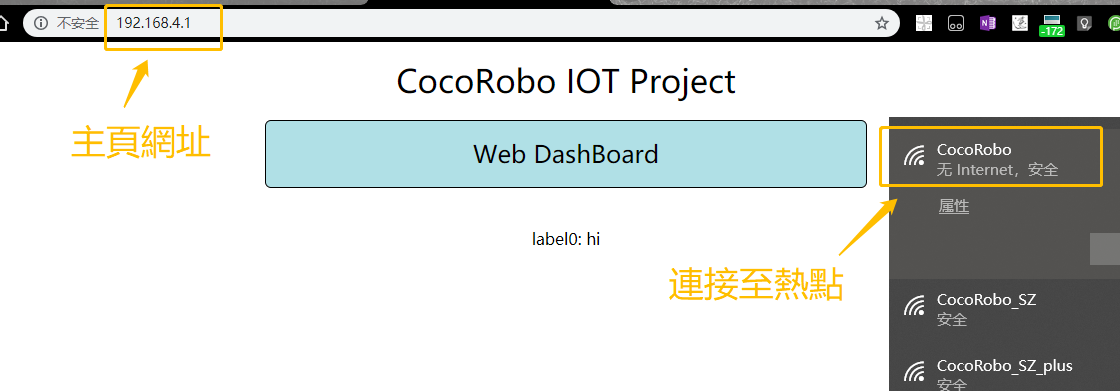 不安全 192.168.4.1
-172
主頁網址
CocoRobo IOT Project
Web DashBoard
label0: hi
連接至熱點
CocoRobo
无 Internet，安全
属性
CocoRobo_SZ
安全
CocoRobo_SZ_plus
安全